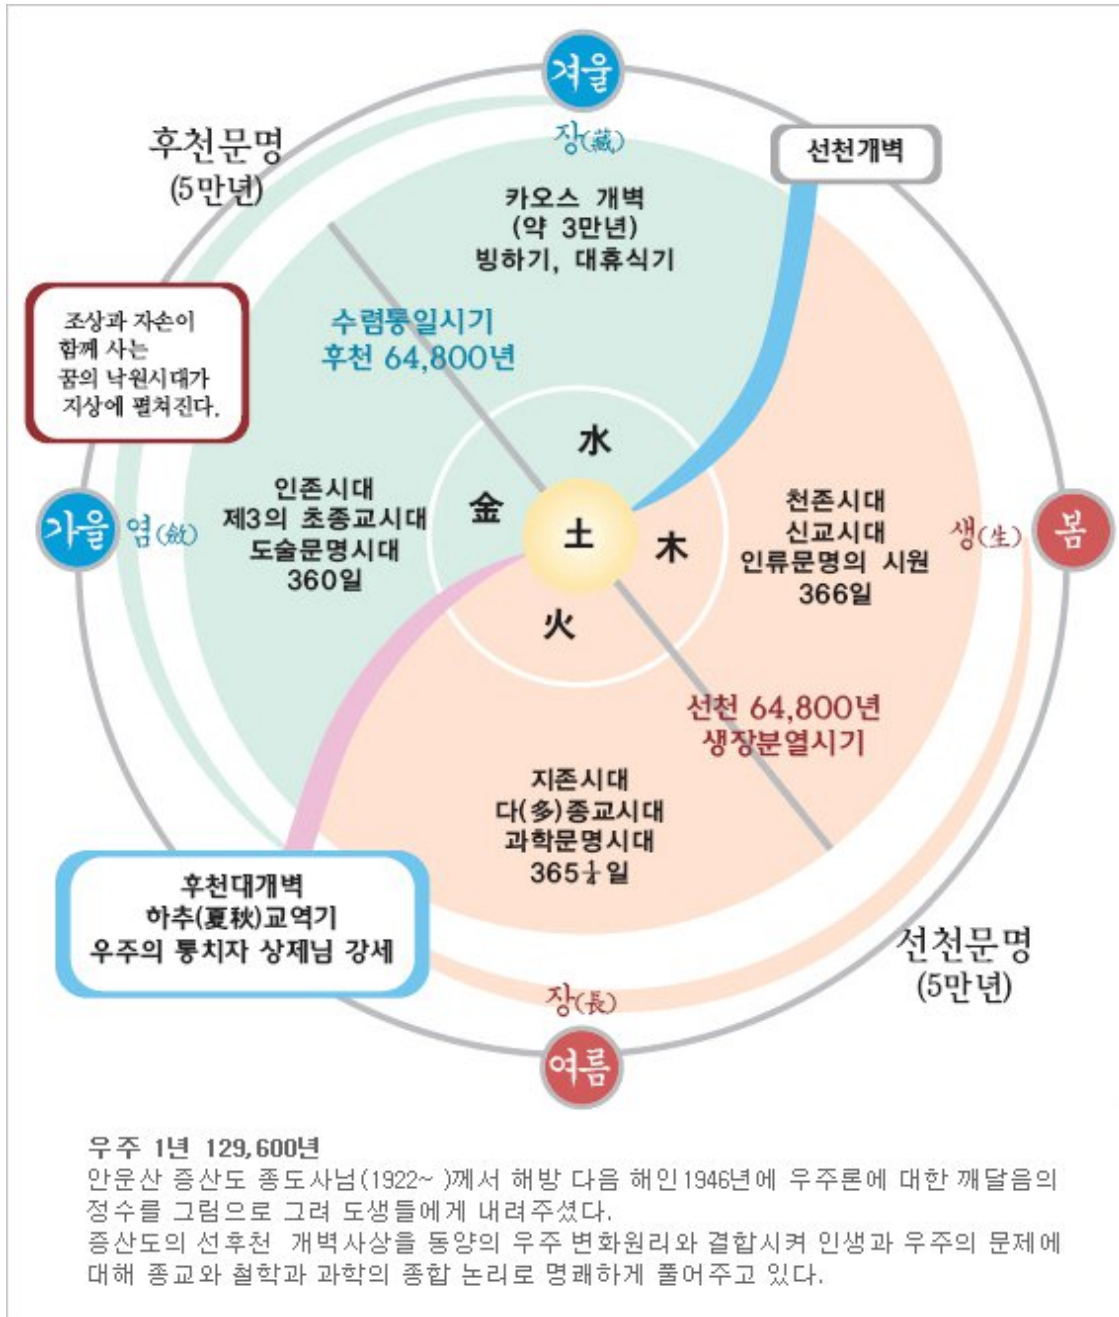 겨울
장(藏)
후천문명
(5만년)
선천개벽
카오스 개벽
(약 3만년)
빙하기, 대휴식기
조상과 자손이
함께 사는
꿈의 낙원시대가
지상에 펼쳐진다.
수렴통일시기
후천 64,800년
水
인존시대
제3의 초종교시대
도술문명시대
360일
金
土
木
火
천존시대
신교시대
인류문명의 시원
366일
가을
염(斂)
생(生)
봄
선천 64,800년
생장분열시기
지존시대
다(多)종교시대
과학문명시대
365¼일
후천대개벽
하추(夏秋)교역기
우주의 통치자 상제님 강세
선천문명
(5만년)
장(長)
여름
우주 1년 129,600년
안운산 증산도 종도사님(1922~ )께서 해방 다음 해인1946년에 우주론에 대한 깨달음의
정수를 그림으로 그려 도생들에게 내려주셨다.
증산도의 선후천 개벽사상을 동양의 우주 변화원리와 결합시켜 인생과 우주의 문제에
대해 종교와 철학과 과학의 종합 논리로 명쾌하게 풀어주고 있다.